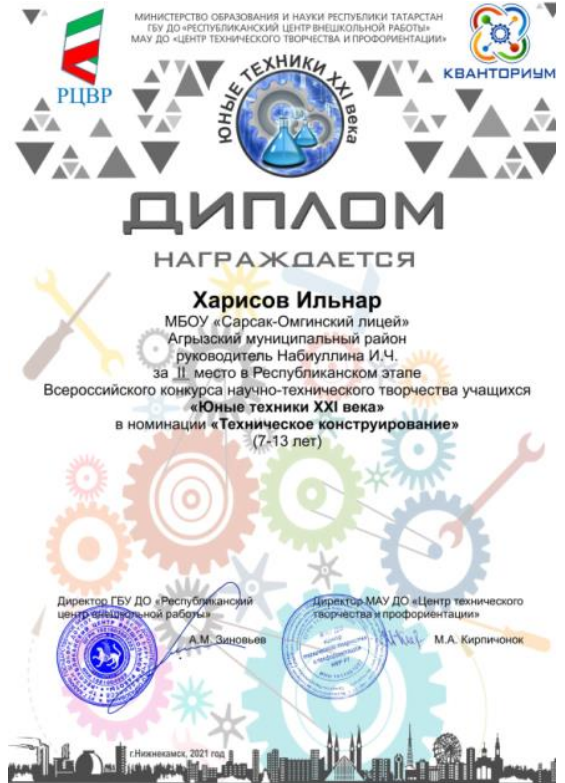 МИНИСТЕРСТВО ОБРАЗОВАНИЯ И НАУКИ РЕСПУБЛИКИ ТАТАРСТАН
ГБУ ДО «РЕСПУБЛИКАНСКИЙ ЦЕНТР ВНЕШКОЛЬНОЙ РАБОТЫ»
МАУ ДО «ЦЕНТР ТЕХНИЧЕСКОГО ТВОРЧЕСТВА И ПРОФОРИЕНТАЦИИ»
РЦВР
КВАНТОРИУМ
ЮНЫЕ ТЕХНИКИ XXI века
ДИПЛОМ
НАГРАЖДАЕТСЯ
Харисов Ильнар
МБОУ «Сарсак-Омгинский лицей»
Агрызский муниципальный район
руководитель Набиуллина И.Ч.
за II место в Республиканском этапе
Всероссийского конкурса научно-технического творчества учащихся
«Юные техники XXI века»
в номинации «Техническое конструирование»
(7-13 лет)
Директор ГБУ ДО «Республиканский
центр внешкольной работы»
А.М. Зиновьев
Директор МАУ ДО «Центр технического
творчества и профориентации»
М.А. Кирпичонок
г.Нижнекамск, 2021 год